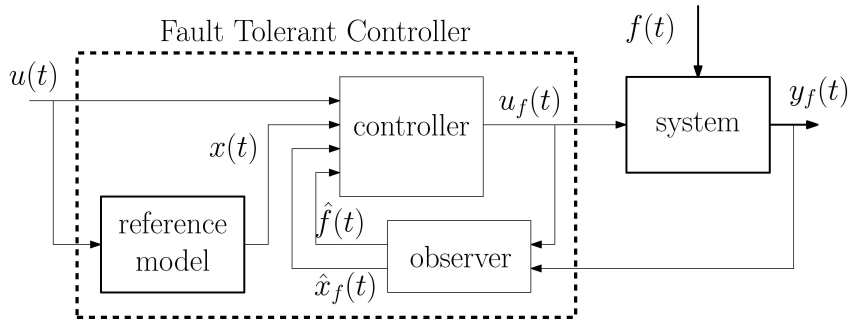 Fault Tolerant Controller
f(t)
u(t)
u_f(t)
y_f(t)
controller
system
x(t)
reference
model
f̂(t)
observer
x̂_f(t)